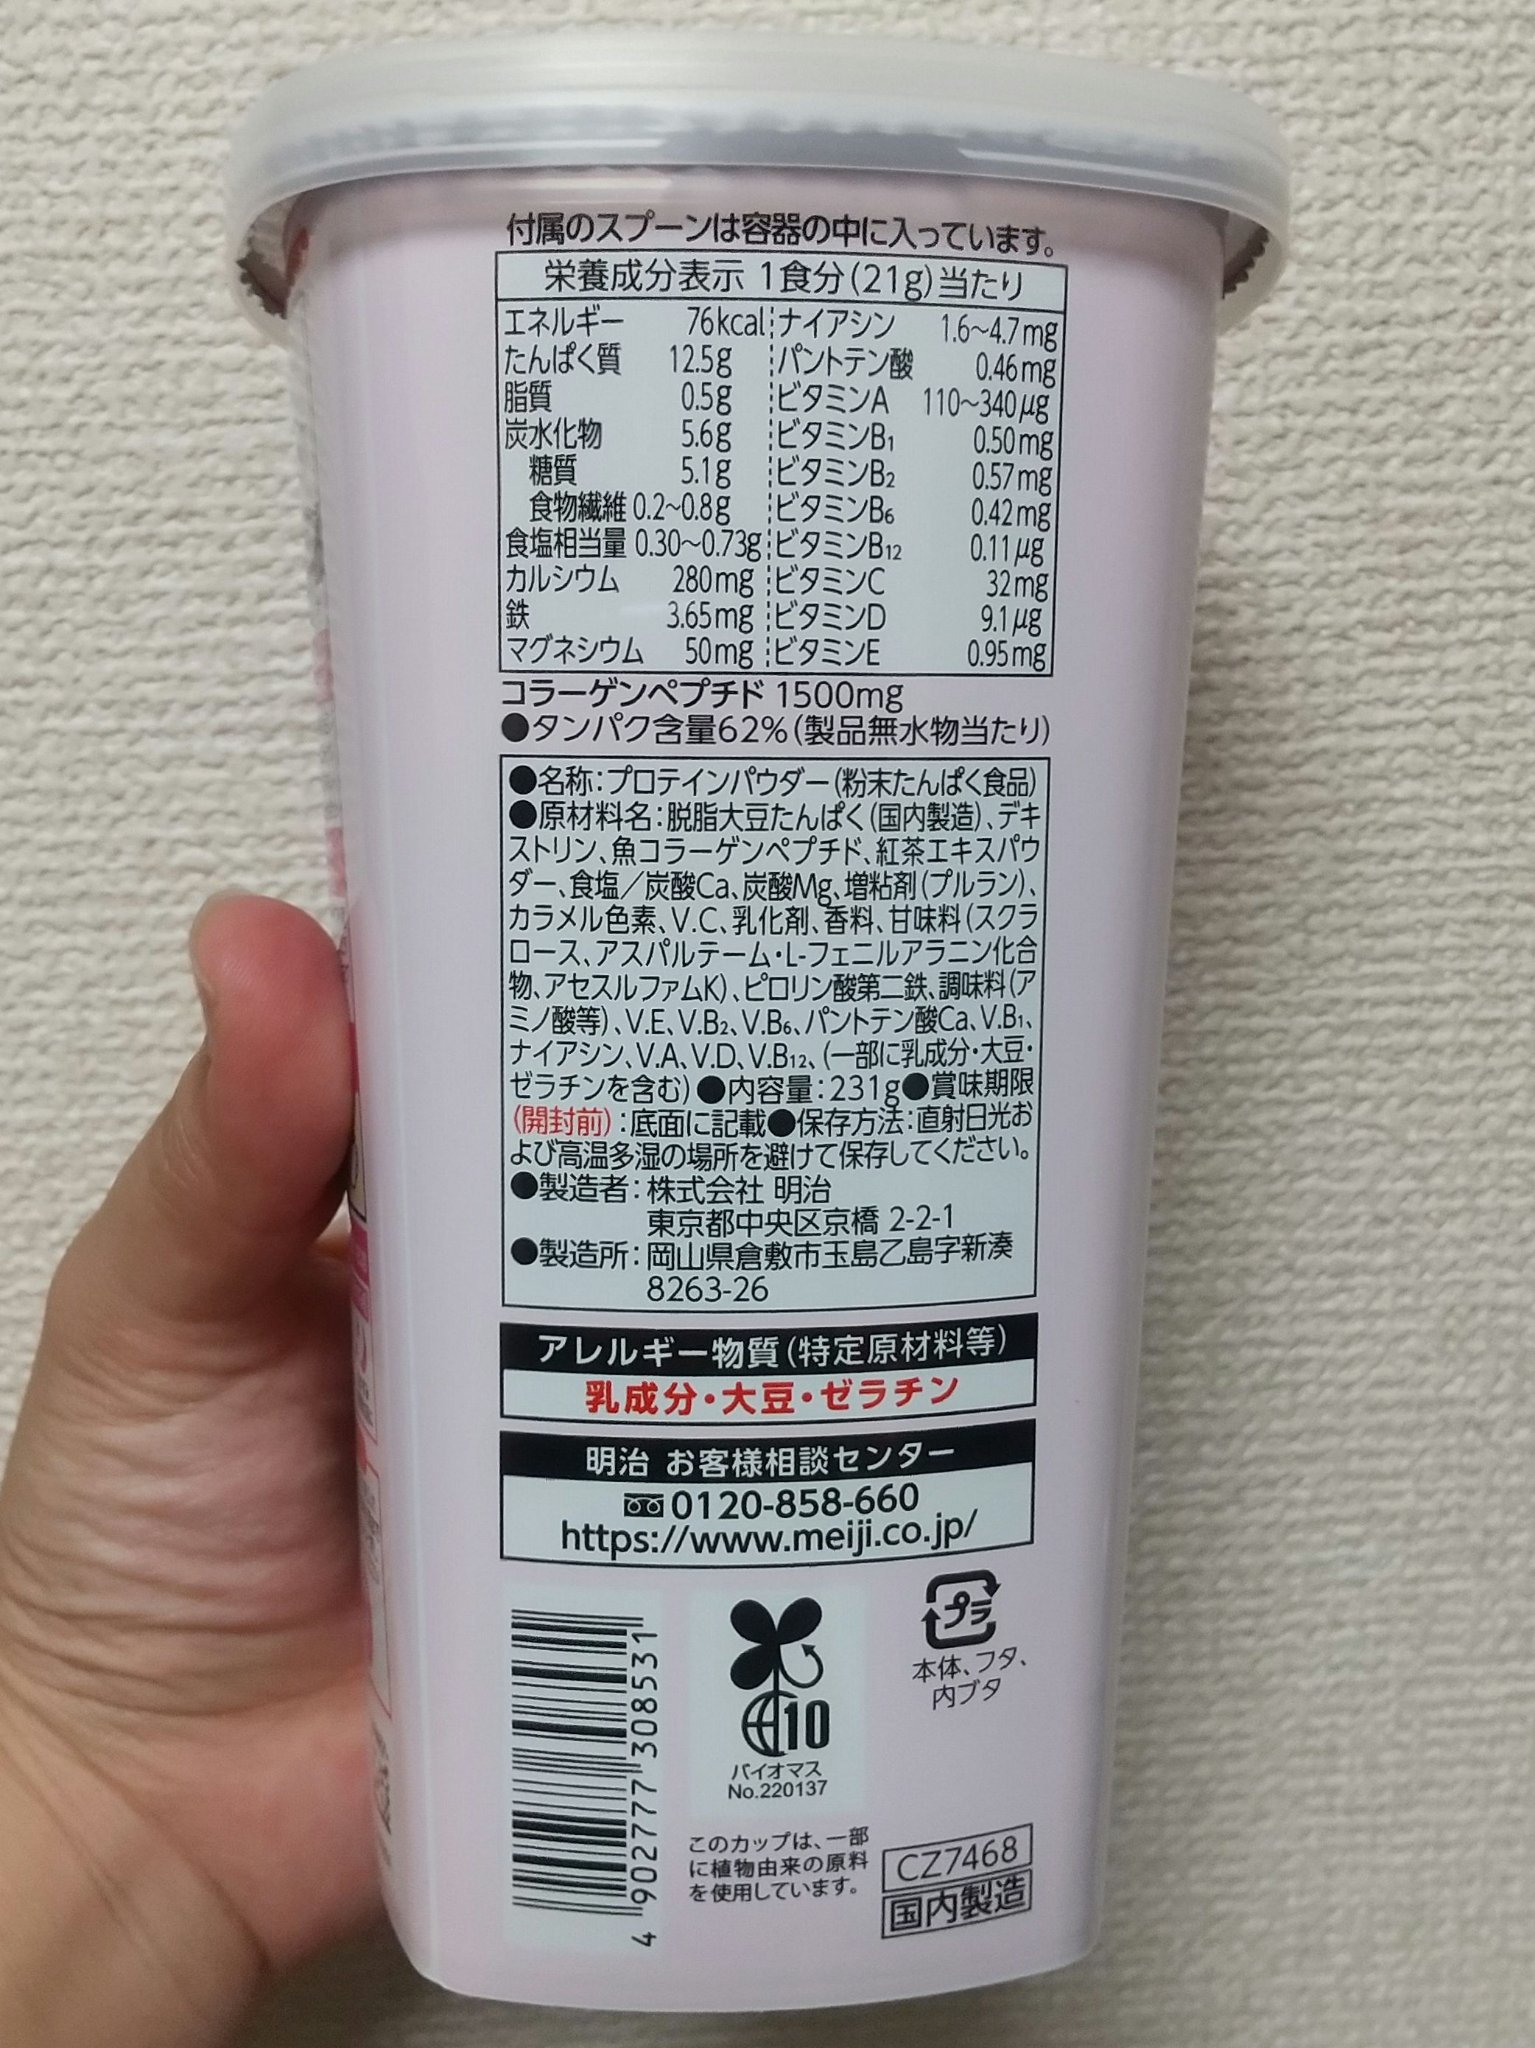 付属のスプーンは容器の中に入っています。
栄養成分表示 1食分(21g)当たり
エネルギー 76kcal
たんぱく質 12.5g
脂質 0.5g
炭水化物 5.6g
糖質 5.1g
食物繊維 0.2~0.8g
食塩相当量 0.30~0.73g
カルシウム 280mg
鉄 3.65mg
マグネシウム 50mg
ナイアシン 1.6~4.7mg
パントテン酸 0.46mg
ビタミンA 110~340μg
ビタミンB1 0.50mg
ビタミンB2 0.57mg
ビタミンB6 0.42mg
ビタミンB12 0.11μg
ビタミンC 32mg
ビタミンD 9.1μg
ビタミンE 0.95mg
コラーゲンペプチド 1500mg
●タンパク含量62%(製品無水物当たり)
●名称:プロテインパウダー(粉末たんぱく食品)
●原材料名:脱脂大豆たんぱく(国内製造)、デキ
ストリン、魚コラーゲンペプチド、紅茶エキスパウ
ダー、食塩/炭酸Ca、炭酸Mg、増粘剤(プルラン)、
カラメル色素、V.C、乳化剤、香料、甘味料(スクラ
ロース、アスパルテーム・L-フェニルアラニン化合
物、アセスルファムK)、ピロリン酸第二鉄、調味料(ア
ミノ酸等)、V.E、V.B2、V.B6、パントテン酸Ca、V.B1、
ナイアシン、V.A、V.D、V.B12、(一部に乳成分・大豆・
ゼラチンを含む)●内容量:231g●賞味期限
(開封前):底面に記載●保存方法:直射日光お
よび高温多湿の場所を避けて保存してください。
●製造者:株式会社 明治
東京都中央区京橋 2-2-1
●製造所:岡山県倉敷市玉島乙島字新湊
8263-26
アレルギー物質(特定原材料等)
乳成分・大豆・ゼラチン
明治 お客様相談センター
0120-858-660
https://www.meiji.co.jp/
4 902777 308531
10
バイオマス
No.220137
このカップは、一部
に植物由来の原料
を使用しています。
プラ
本体、フタ、
内ブタ
CZ7468
国内製造